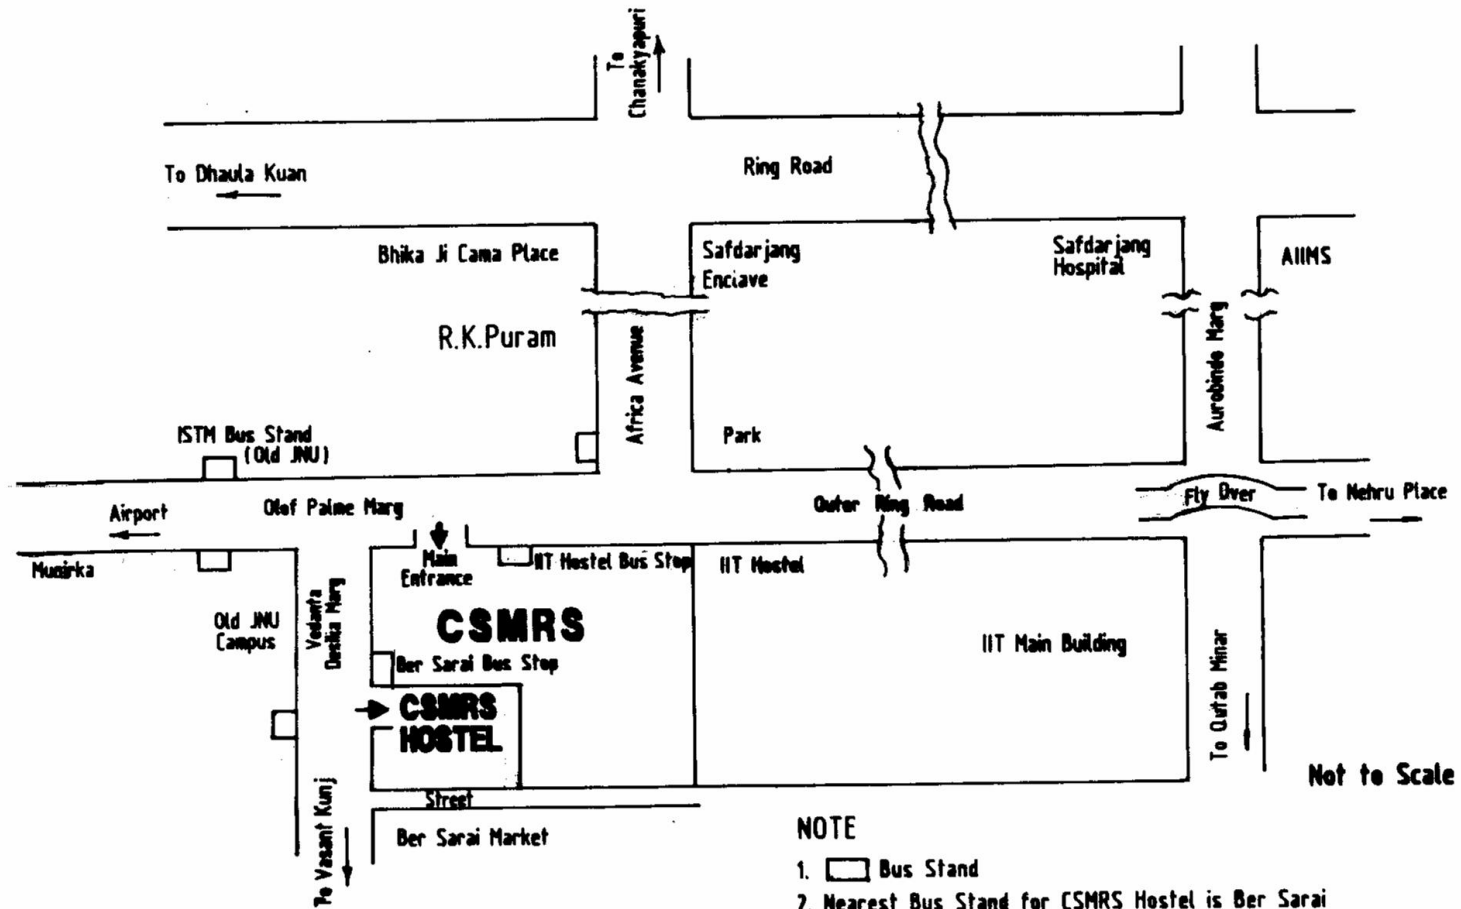 To
Chanakyapuri
To Dhaula Kuan
Ring Road
Bhika Ji Cama Place
Safdarjang
Enclave
Safdarjang
Hospital
AIIMS
R.K.Puram
Africa Avenue
Aurobindo Marg
ISTM Bus Stand
(Old JNU)
Park
Airport
Olof Palme Marg
Outer Ring Road
Fly Over
To Nehru Place
Munirka
Main
Entrance
IIT Hostel Bus Stop
IIT Hostel
Old JNU
Campus
Vedanta
Desika Marg
CSMRS
IIT Main Building
To Qutab Minar
Ber Sarai Bus Stop
CSMRS
HOSTEL
Not to Scale
Street
To Vasant Kunj
Ber Sarai Market
NOTE
1. Bus Stand
2. Nearest Bus Stand for CSMRS Hostel is Ber Sarai